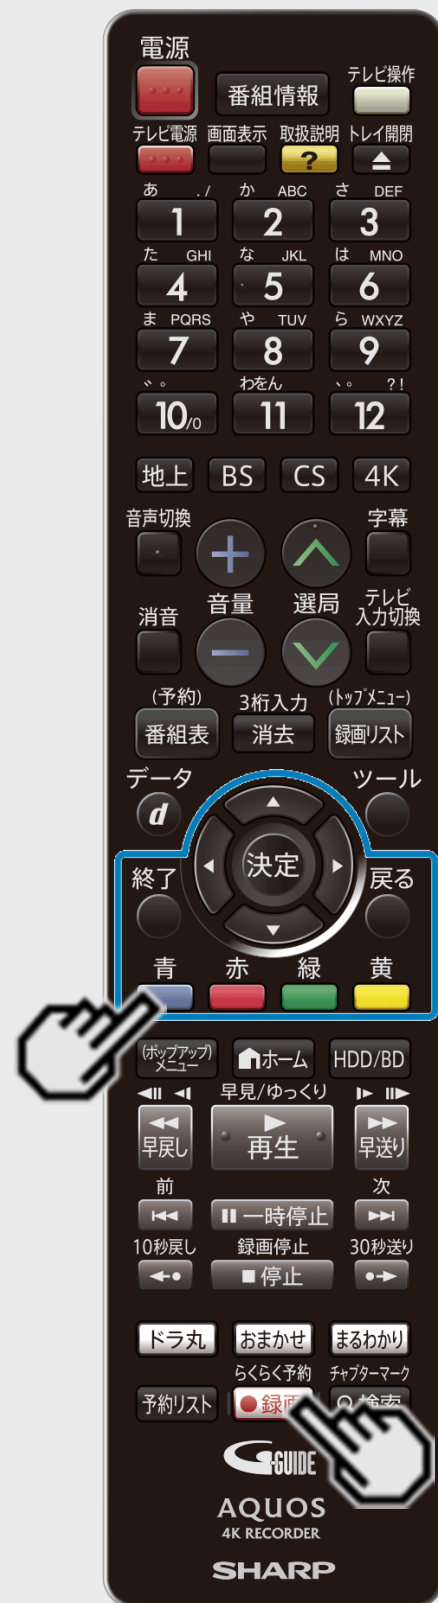 電源
番組情報
テレビ操作
テレビ電源 画面表示 取扱説明 トレイ開閉
?
あ ./ か ABC さ DEF
1 2 3
た GHI な JKL は MNO
4 5 6
ま PQRS や TUV ら WXYZ
7 8 9
゛゜ わをん 、。 ?!
10/0 11 12
地上 BS CS 4K
音声切換 字幕
+
消音 音量 選局 テレビ
入力切換
−
(予約) 3桁入力 (トップメニュー)
番組表 消去 録画リスト
データ ツール
d
決定
終了 戻る
青 赤 緑 黄
(ポップアップ)
メニュー
ホーム HDD/BD
早見/ゆっくり
早戻し 再生 早送り
前 次
一時停止
10秒戻し 録画停止 30秒送り
停止
ドラ丸 おまかせ まるわかり
らくらく予約 チャプターマーク
予約リスト 録画 検索
G-GUIDE
AQUOS
4K RECORDER
SHARP